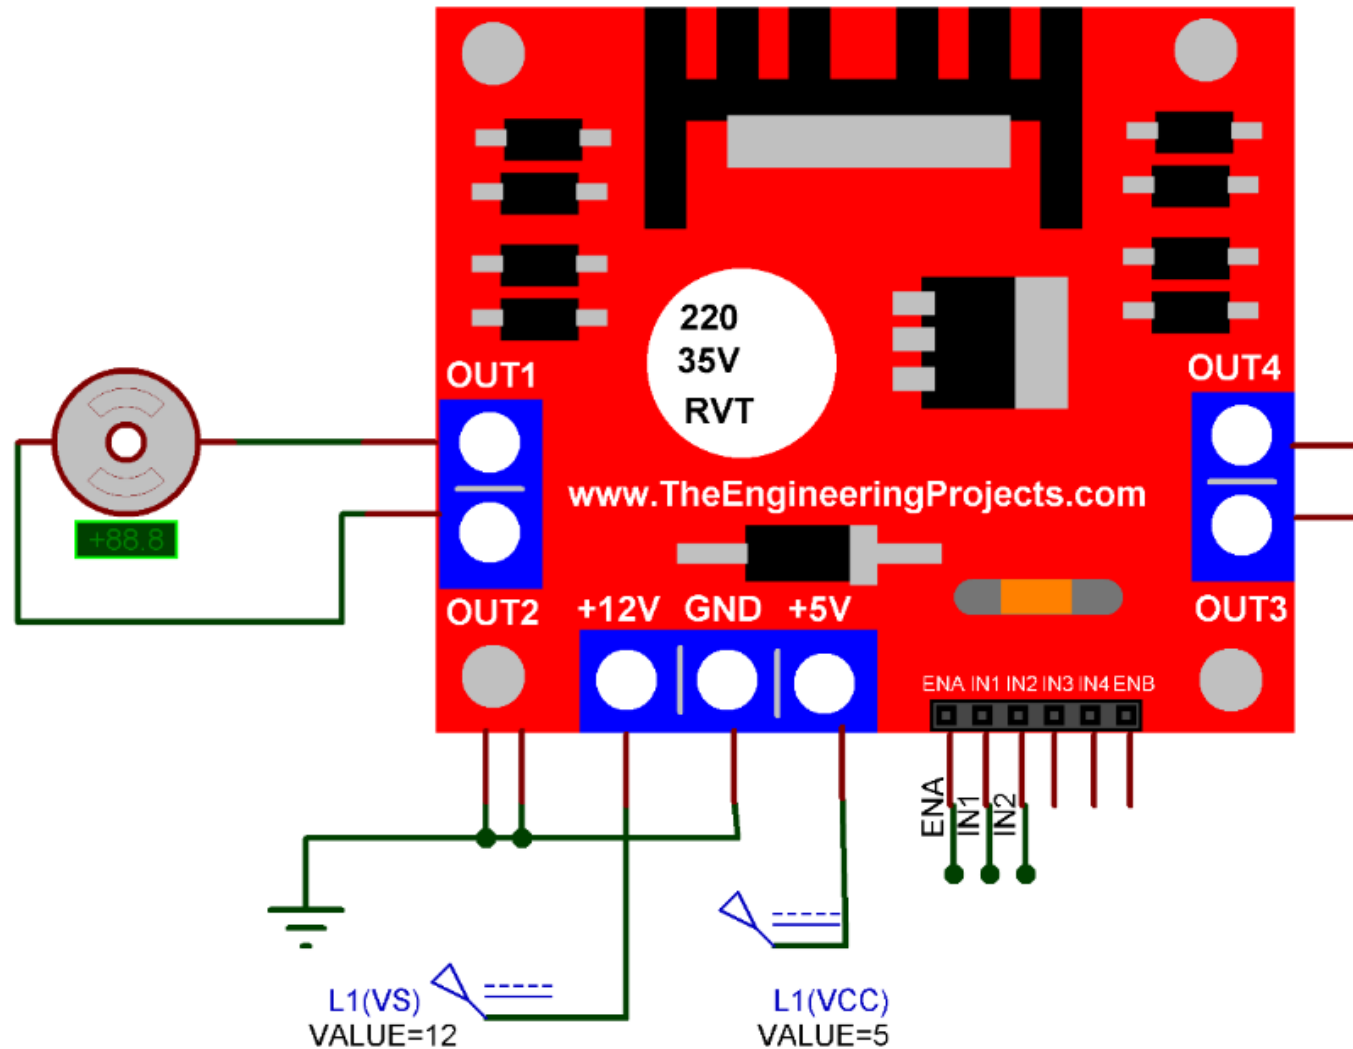 220
35V
RVT
OUT1
OUT4
+88.8
www.TheEngineeringProjects.com
OUT2
+12V GND +5V
OUT3
ENA IN1 IN2 IN3 IN4 ENB
ENA
IN1
IN2
L1(VS)
VALUE=12
L1(VCC)
VALUE=5